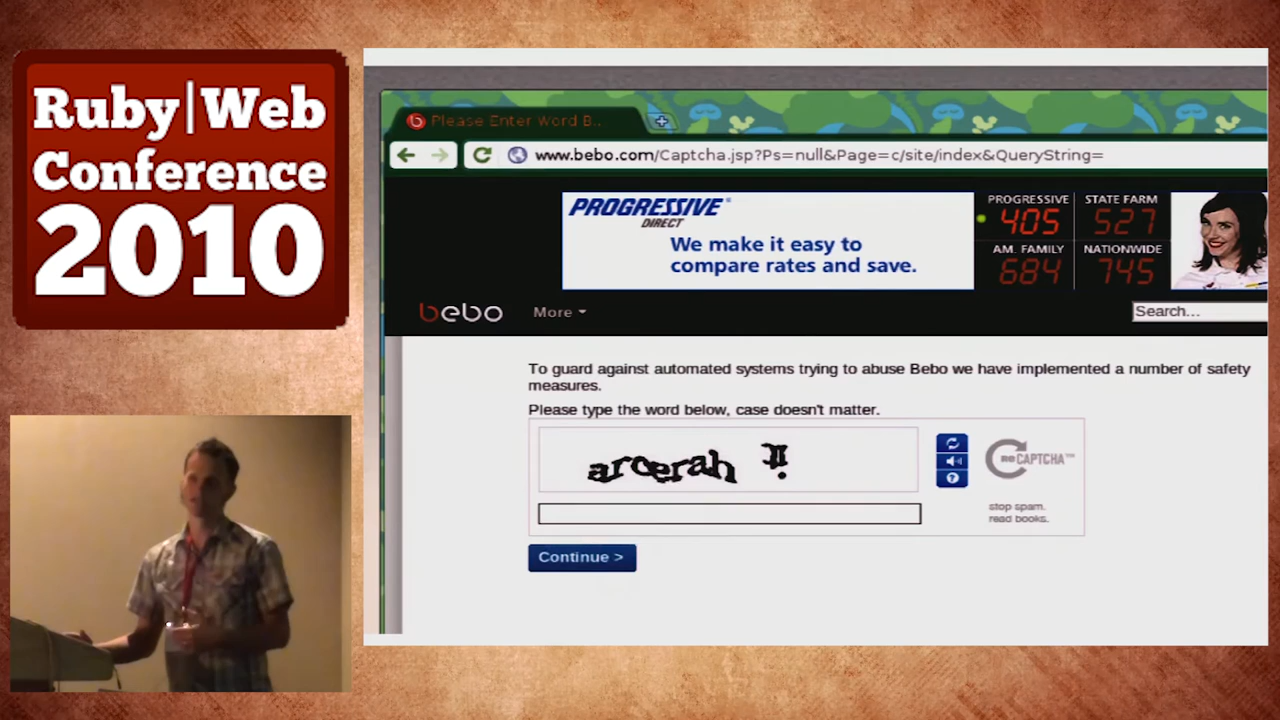 Ruby|Web
Conference
2010
Please Enter Word B...
www.bebo.com/Captcha.jsp?Ps=null&Page=c/site/index&QueryString=
PROGRESSIVE®
DIRECT
We make it easy to
compare rates and save.
PROGRESSIVE
405
STATE FARM
527
AM. FAMILY
684
NATIONWIDE
745
bebo
More
Search...
To guard against automated systems trying to abuse Bebo we have implemented a number of safety
measures.
Please type the word below, case doesn't matter.
arcerah
reCAPTCHA™
stop spam.
read books.
Continue >